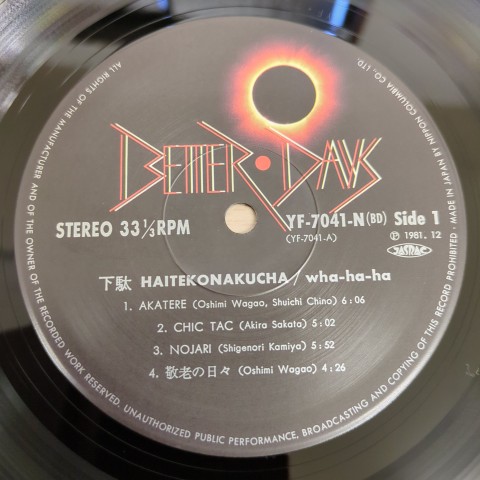 BETTER • DAYS
STEREO 33 1/3 RPM
YF-7041-N(BD) Side 1
(YF-7041-A)
℗ 1981. 12
JASRAC
下駄 HAITEKONAKUCHA / wha-ha-ha
1. AKATERE (Oshimi Wagao, Shuichi Chino) 6:06
2. CHIC TAC (Akira Sakata) 5:02
3. NOJARI (Shigenori Kamiya) 5:52
4. 敬老の日々 (Oshimi Wagao) 4:26
ALL RIGHTS OF THE MANUFACTURER AND OF THE OWNER OF THE RECORDED WORK RESERVED. UNAUTHORIZED PUBLIC PERFORMANCE, BROADCASTING AND COPYING OF THIS RECORD PROHIBITED • MADE IN JAPAN BY NIPPON COLUMBIA CO., LTD.